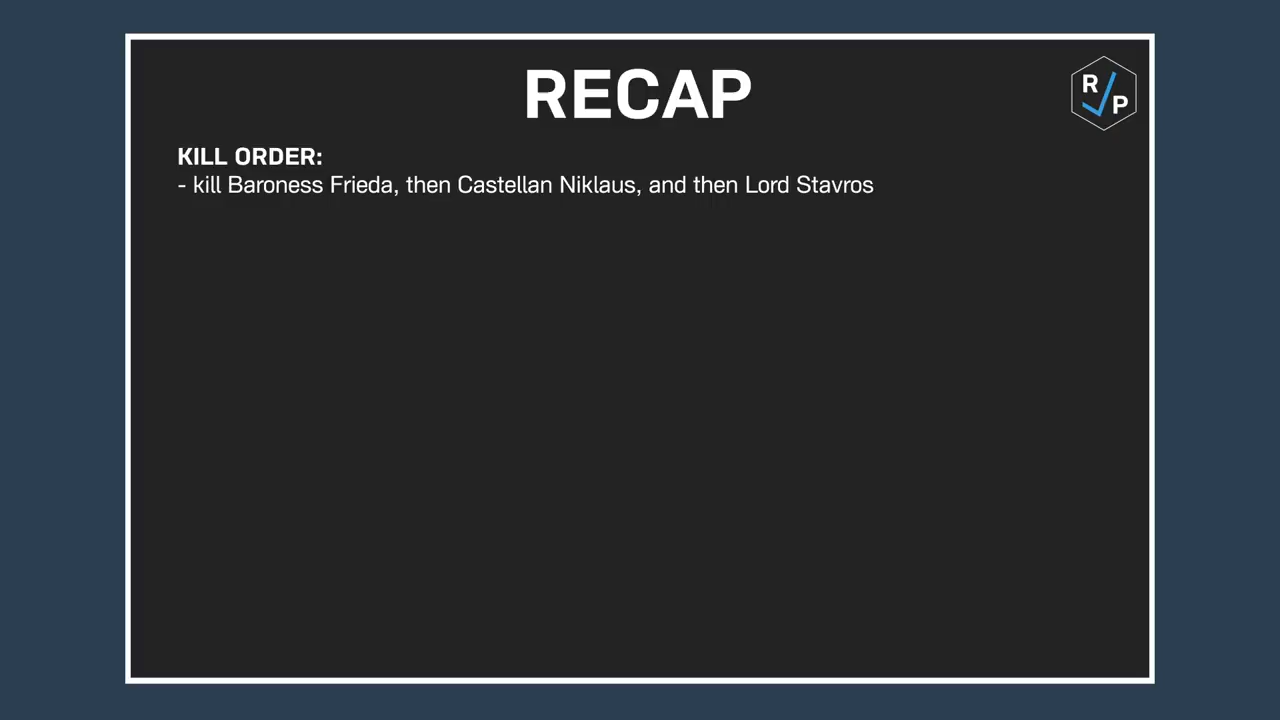 RECAP
R
P
KILL ORDER:
- kill Baroness Frieda, then Castellan Niklaus, and then Lord Stavros